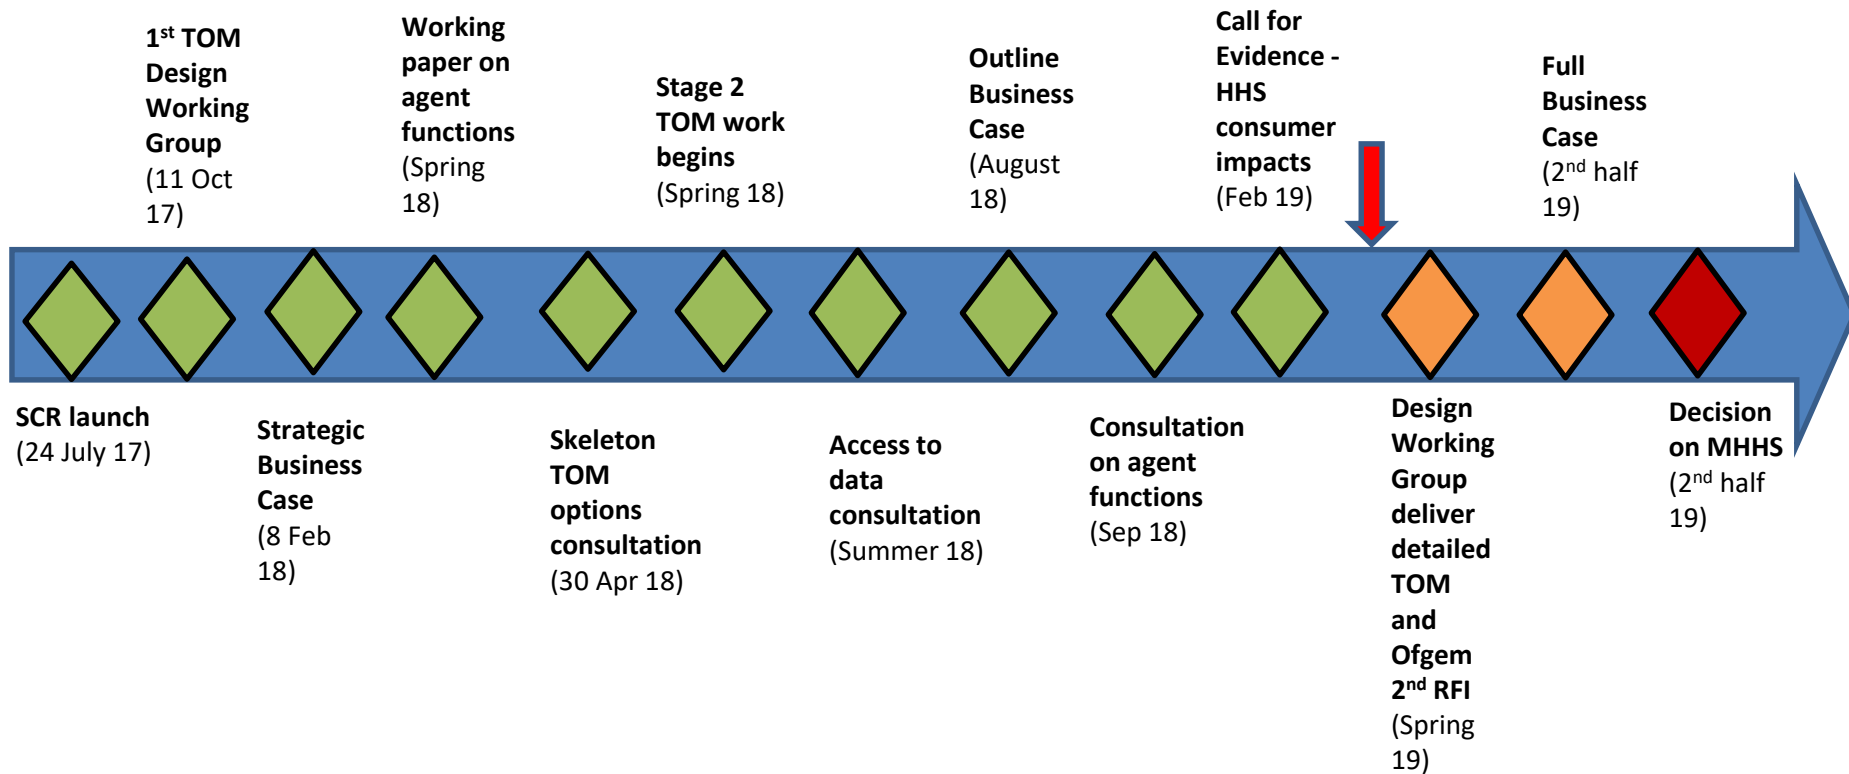 1st TOM
Design
Working
Group
(11 Oct
17)
Working
paper on
agent
functions
(Spring
18)
Stage 2
TOM work
begins
(Spring 18)
Outline
Business
Case
(August
18)
Call for
Evidence -
HHS
consumer
impacts
(Feb 19)
Full
Business
Case
(2nd half
19)
SCR launch
(24 July 17)
Strategic
Business
Case
(8 Feb
18)
Skeleton
TOM
options
consultation
(30 Apr 18)
Access to
data
consultation
(Summer 18)
Consultation
on agent
functions
(Sep 18)
Design
Working
Group
deliver
detailed
TOM
and
Ofgem
2nd RFI
(Spring
19)
Decision
on MHHS
(2nd half
19)